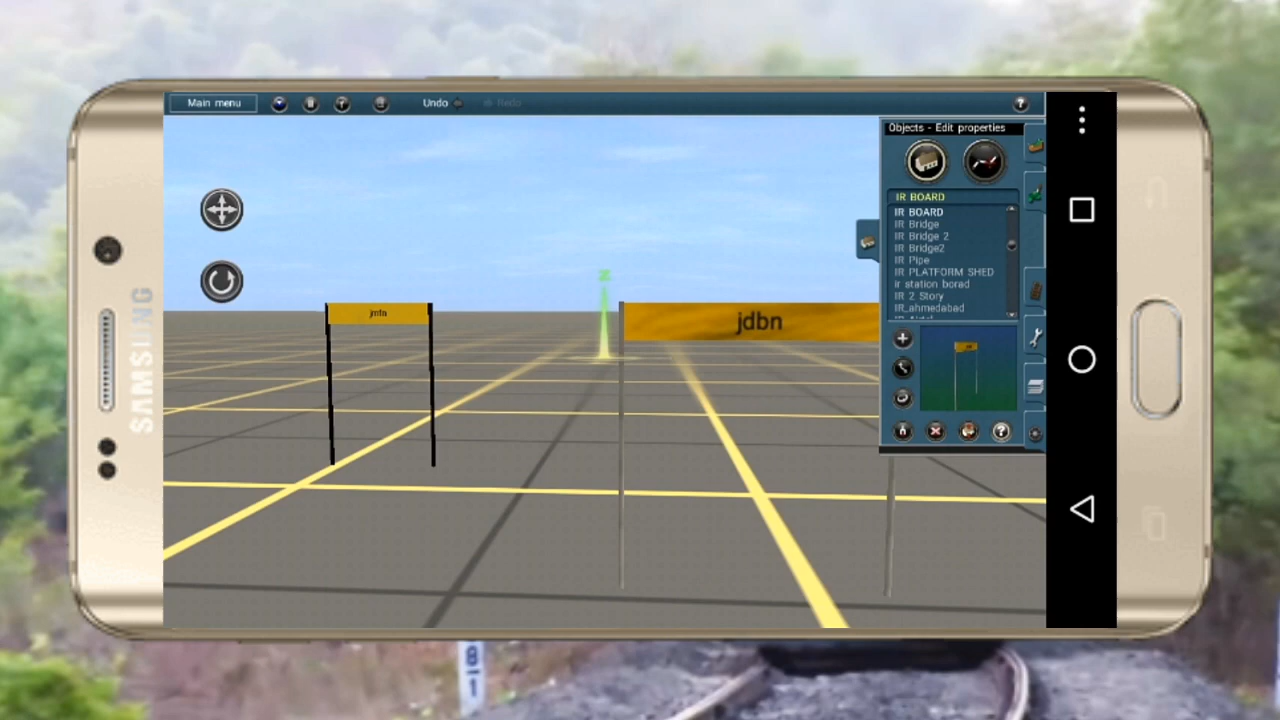 Main menu
Undo
Redo
?
Objects - Edit properties
IR BOARD
IR BOARD
IR Bridge
IR Bridge 2
IR Bridge2
IR Pipe
IR PLATFORM SHED
ir station borad
IR 2 Story
IR_ahmedabad
N
jdbn
SAMSUNG